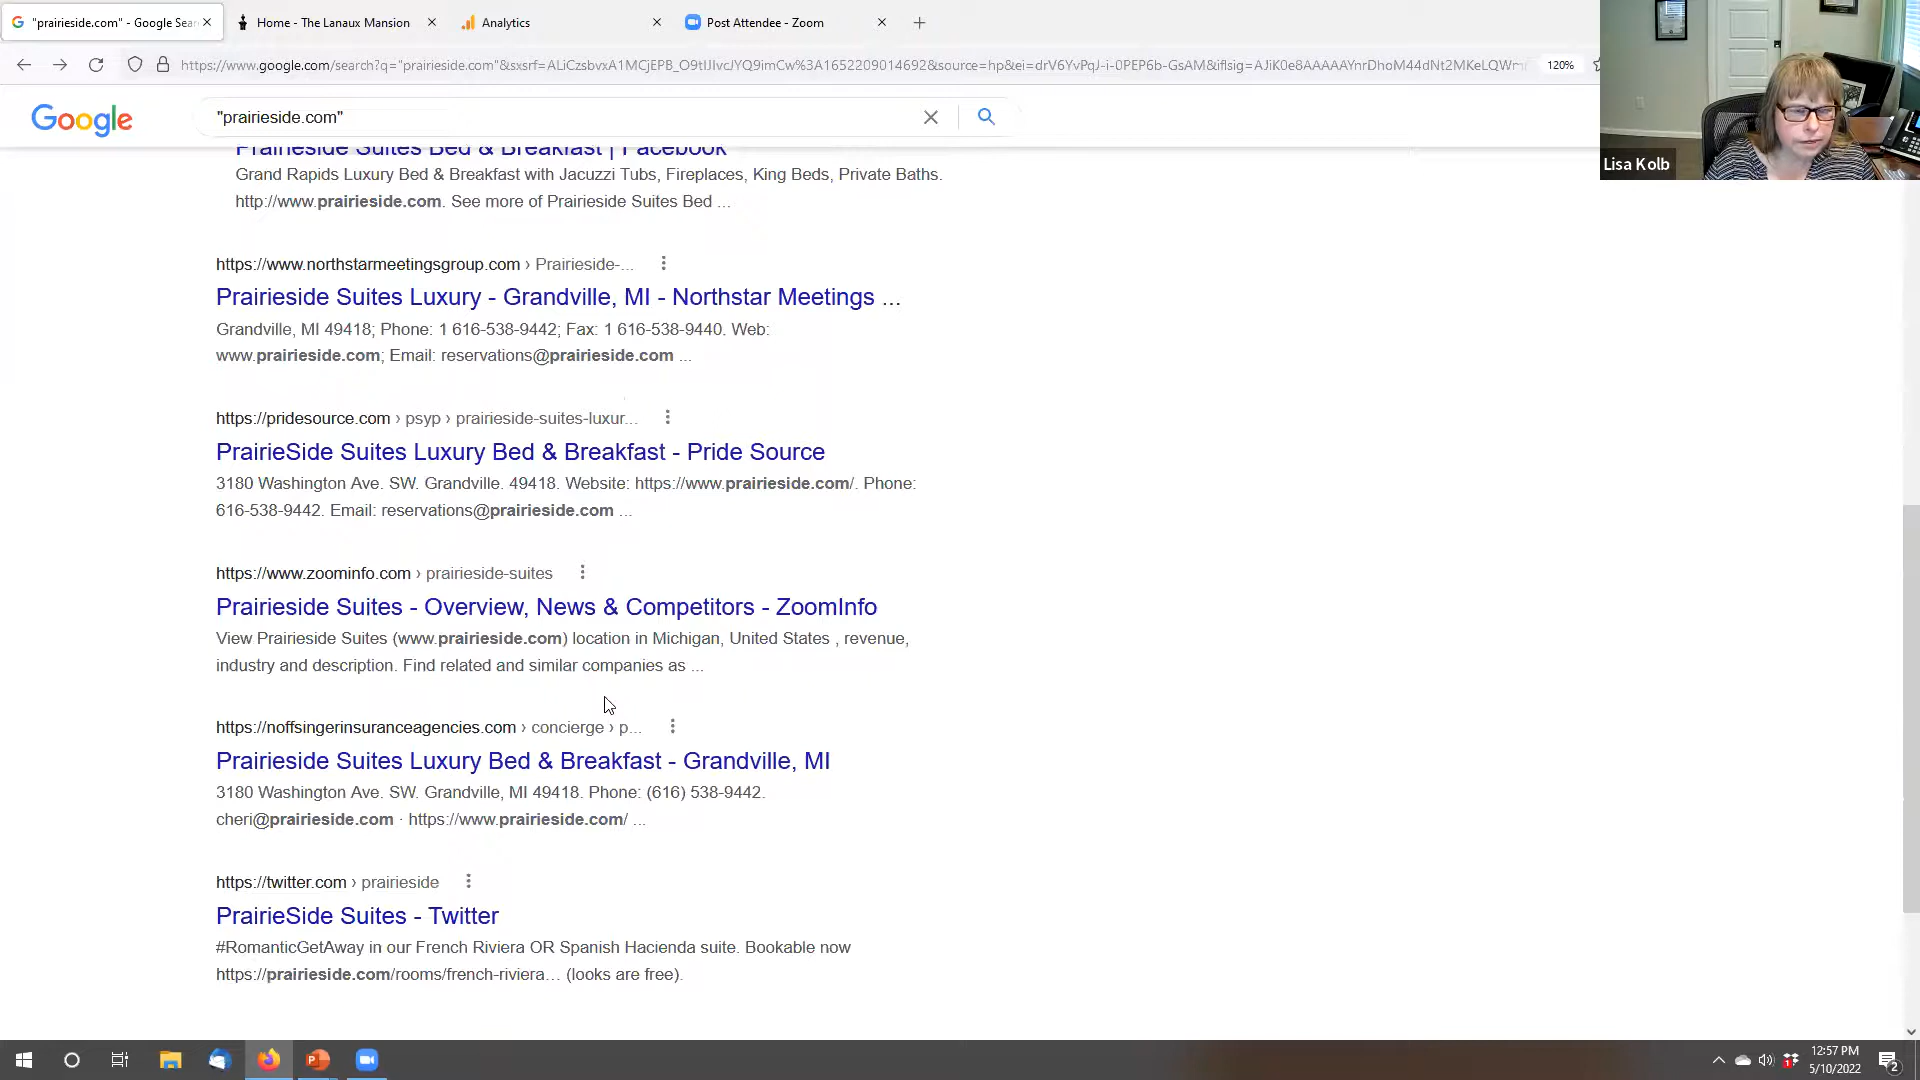 "prairieside.com" - Google Sea
Home - The Lanaux Mansion
Analytics
Post Attendee - Zoom
https://www.google.com/search?q="prairieside.com"&sxsrf=
120%
Lisa Kolb
Google
"prairieside.com"
Prairieside Suites Bed & Breakfast | Facebook
Grand Rapids Luxury Bed & Breakfast with Jacuzzi Tubs, Fireplaces, King Beds, Private Baths.
http://www.prairieside.com. See more of Prairieside Suites Bed ...
https://www.northstarmeetingsgroup.com › Prairieside-...
Prairieside Suites Luxury - Grandville, MI - Northstar Meetings ...
Grandville, MI 49418; Phone: 1 616-538-9442; Fax: 1 616-538-9440. Web:
www.prairieside.com; Email: reservations@prairieside.com ...
https://pridesource.com › psyp › prairieside-suites-luxur...
PrairieSide Suites Luxury Bed & Breakfast - Pride Source
3180 Washington Ave. SW. Grandville. 49418. Website: https://www.prairieside.com/. Phone:
616-538-9442. Email: reservations@prairieside.com ...
https://www.zoominfo.com › prairieside-suites
Prairieside Suites - Overview, News & Competitors - ZoomInfo
View Prairieside Suites (www.prairieside.com) location in Michigan, United States , revenue,
industry and description. Find related and similar companies as ...
https://noffsingerinsuranceagencies.com › concierge › p...
Prairieside Suites Luxury Bed & Breakfast - Grandville, MI
3180 Washington Ave. SW. Grandville, MI 49418. Phone: (616) 538-9442.
cheri@prairieside.com · https://www.prairieside.com/ ...
https://twitter.com › prairieside
PrairieSide Suites - Twitter
#RomanticGetAway in our French Riviera OR Spanish Hacienda suite. Bookable now
https://prairieside.com/rooms/french-riviera… (looks are free).
12:57 PM
5/10/2022